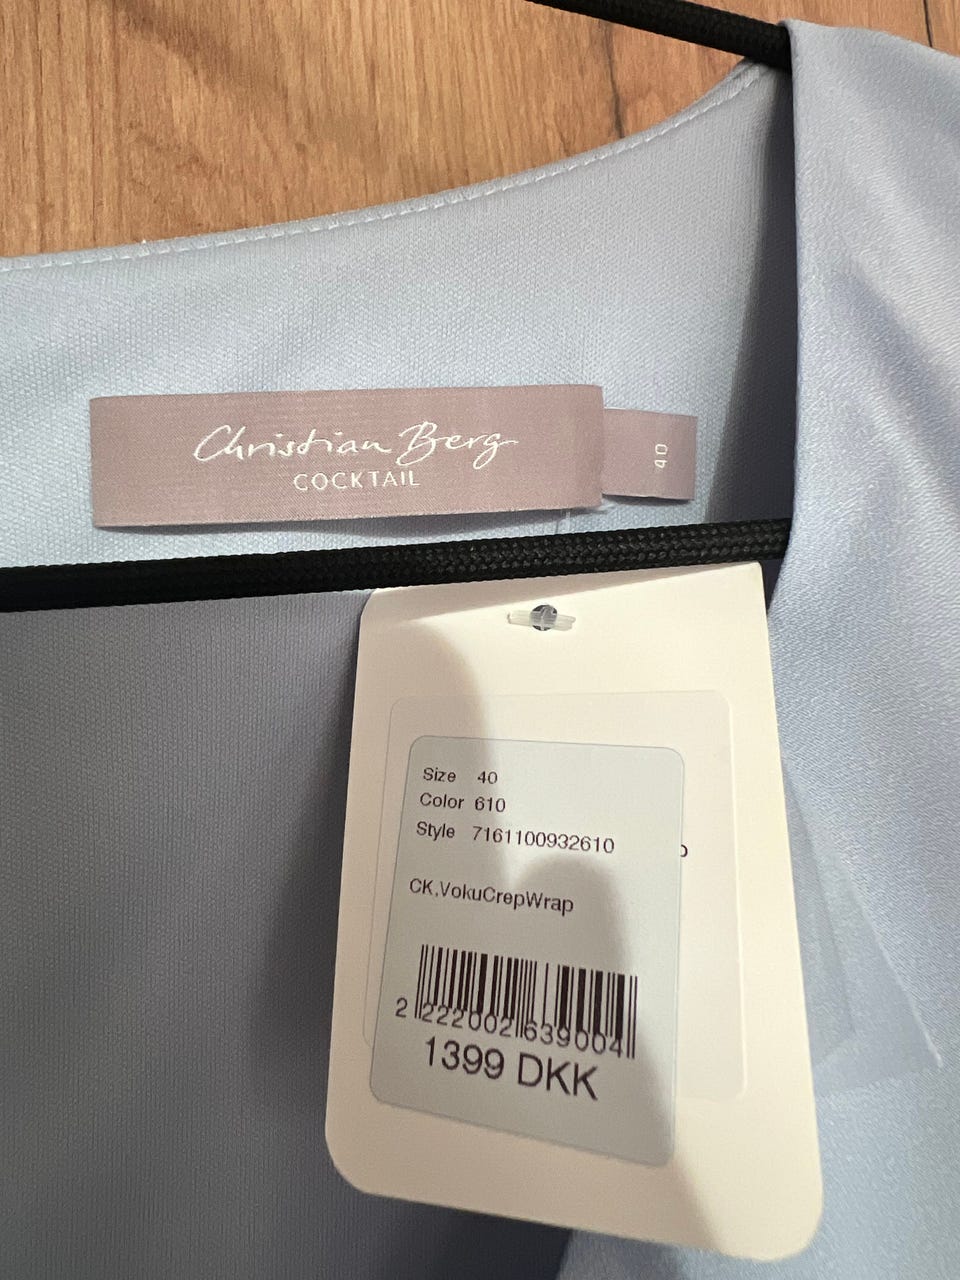 Christian Berg
COCKTAIL
40
Size 40
Color 610
Style 7161100932610
CK,VokuCrepWrap
2 222002 639004
1399 DKK